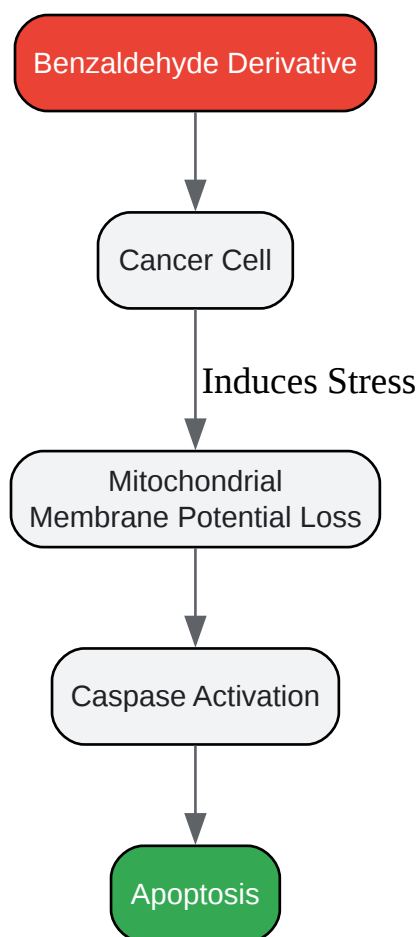 Benzaldehyde Derivative
Cancer Cell
Induces Stress
Mitochondrial
Membrane Potential Loss
Caspase Activation
Apoptosis